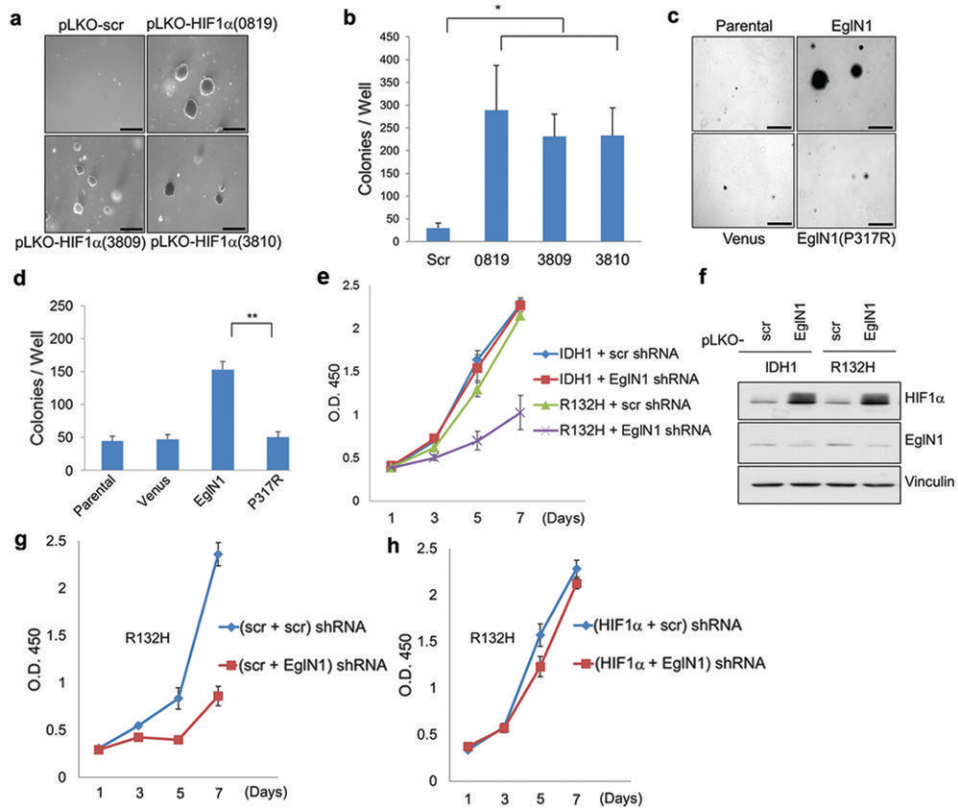 a
pLKO-scr pLKO-HIF1α(0819)
pLKO-HIF1α(3809) pLKO-HIF1α(3810)
b
*
Colonies / Well
400
350
300
250
200
150
100
50
0
Scr 0819 3809 3810
c
Parental EglN1
Venus EglN1(P317R)
d
**
Colonies / Well
250
200
150
100
50
0
Parental Venus EglN1 P317R
e
O.D. 450
2.5
2
1.5
1
0.5
0
1 3 5 7 (Days)
IDH1 + scr shRNA
IDH1 + EglN1 shRNA
R132H + scr shRNA
R132H + EglN1 shRNA
f
pLKO- scr EglN1 scr EglN1
IDH1 R132H
HIF1α
EglN1
Vinculin
g
O.D. 450
2.5
2
1.5
1
0.5
0
1 3 5 7 (Days)
R132H
(scr + scr) shRNA
(scr + EglN1) shRNA
h
O.D. 450
2.5
2
1.5
1
0.5
0
1 3 5 7 (Days)
R132H
(HIF1α + scr) shRNA
(HIF1α + EglN1) shRNA